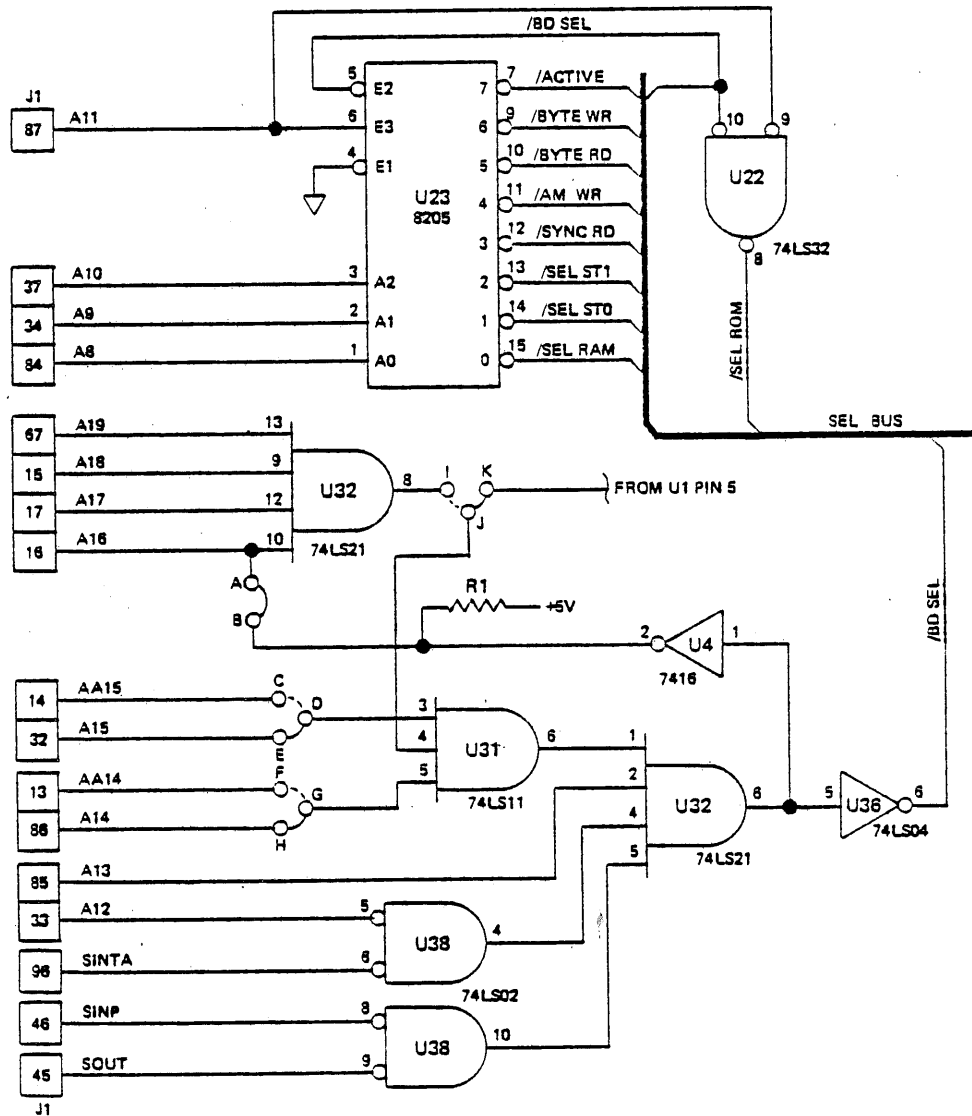 /BD SEL
J1
87 A11
5 E2
6 E3
4 E1
U23
8205
7 7 /ACTIVE
6 9 /BYTE WR
5 10 /BYTE RD
4 11 /AM WR
3 12 /SYNC RD
2 13 /SEL ST1
1 14 /SEL ST0
0 15 /SEL RAM
10 9
U22
74LS32
8
/SEL ROM
37 A10 3 A2
34 A9 2 A1
84 A8 1 A0
SEL BUS
67 A19 13
15 A18 9
17 A17 12
16 A16 10
U32
74LS21
8 I K
J
FROM U1 PIN 5
A
B
R1
+5V
2 U4 1
7416
/BD SEL
14 AA15 C
D
32 A15 E
13 AA14 F
G
86 A14 H
3
4
5
U31
74LS11
6
1
2
4
5
U32
74LS21
6
5 U36 6
74LS04
85 A13
33 A12 5
96 SINTA 6
U38
4
74LS02
46 SINP 8
45 SOUT 9
U38
10
J1